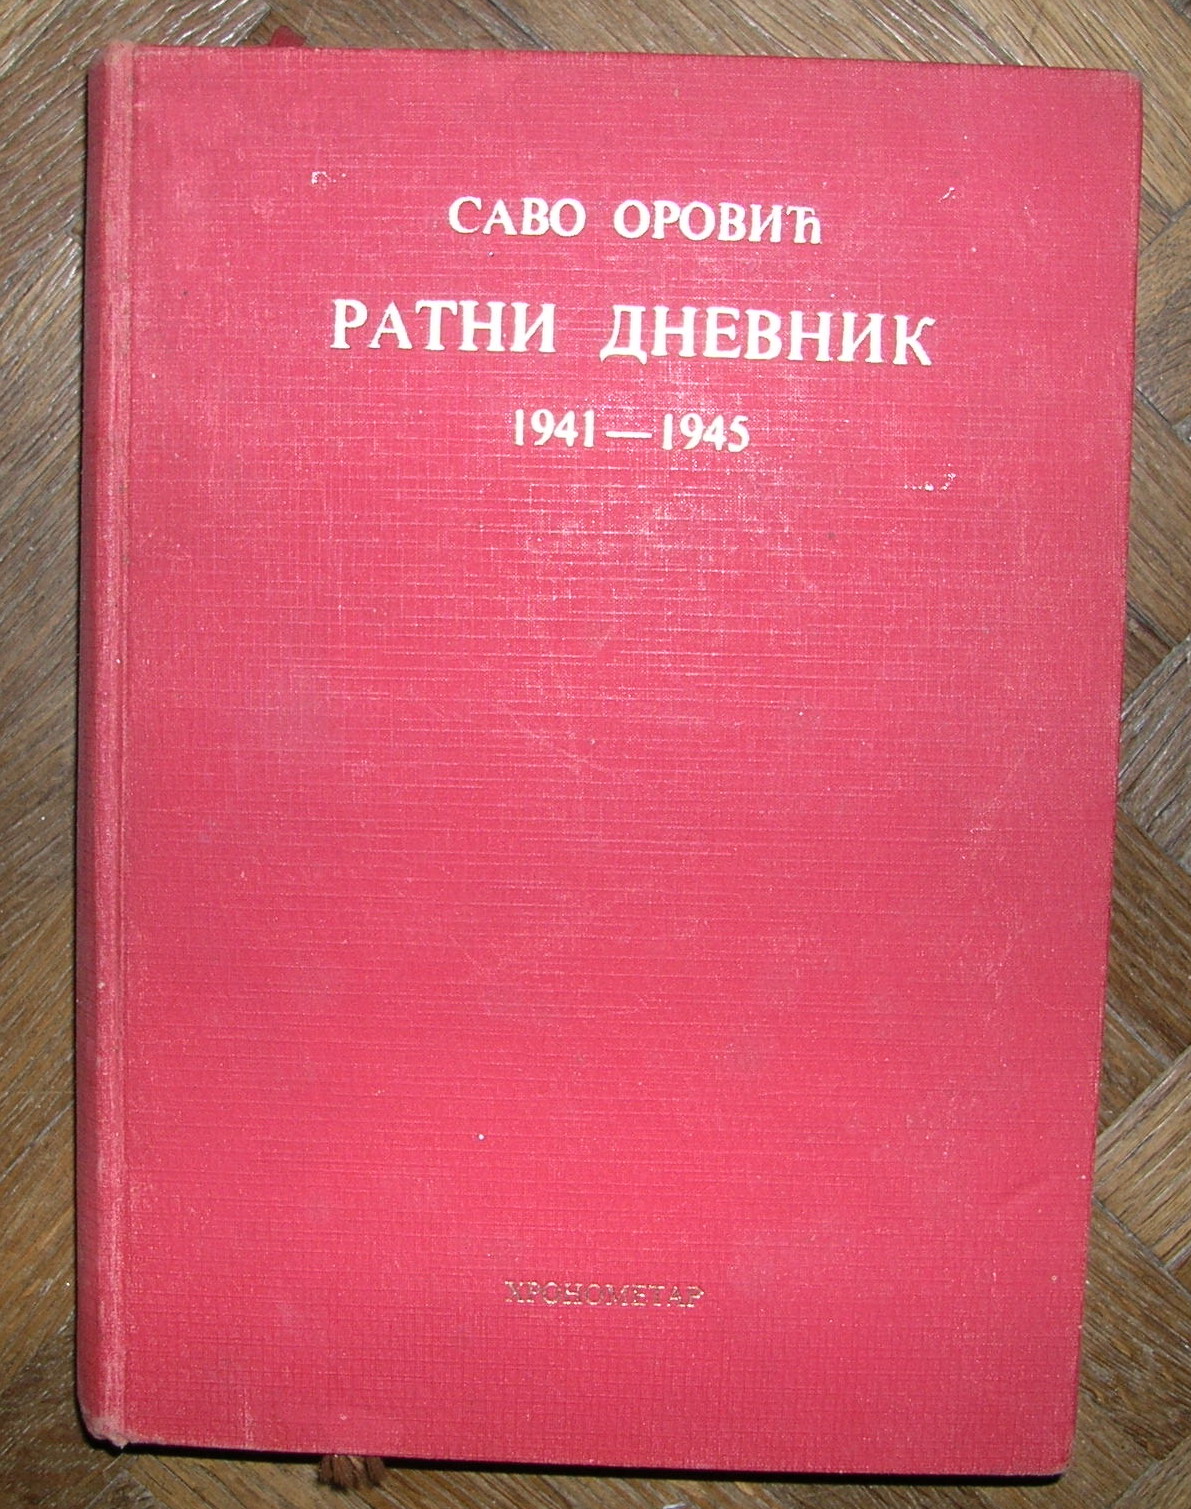 САВО ОРОВИЋ
РАТНИ ДНЕВНИК
1941—1945
ХРОНОМЕТАР